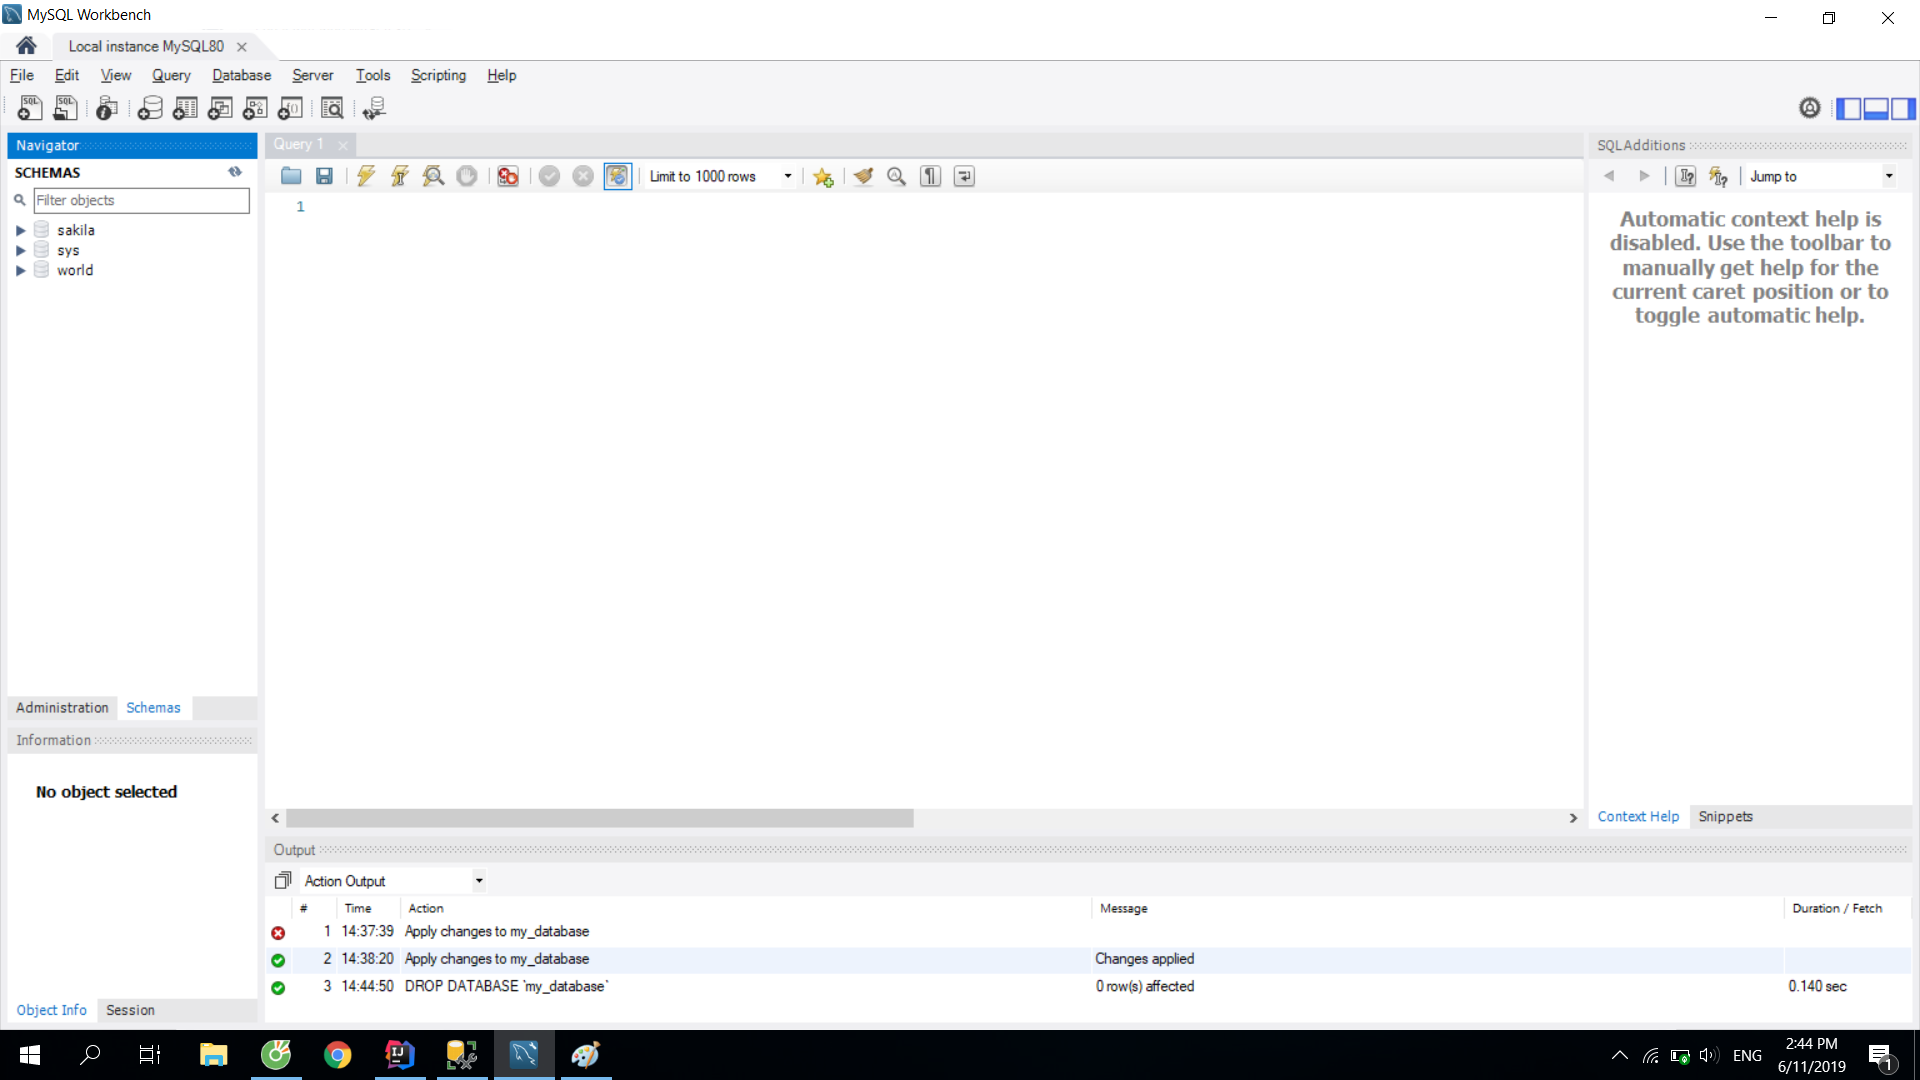 MySQL Workbench
Local instance MySQL80
File Edit View Query Database Server Tools Scripting Help
Navigator
SCHEMAS
Filter objects
sakila
sys
world
Administration Schemas
Information
No object selected
Object Info Session
Query 1
Limit to 1000 rows
1
SQLAdditions
Jump to
Automatic context help is
disabled. Use the toolbar to
manually get help for the
current caret position or to
toggle automatic help.
Context Help Snippets
Output
Action Output
# Time Action Message Duration / Fetch
1 14:37:39 Apply changes to my_database
2 14:38:20 Apply changes to my_database Changes applied
3 14:44:50 DROP DATABASE `my_database` 0 row(s) affected 0.140 sec
ENG
2:44 PM
6/11/2019
1